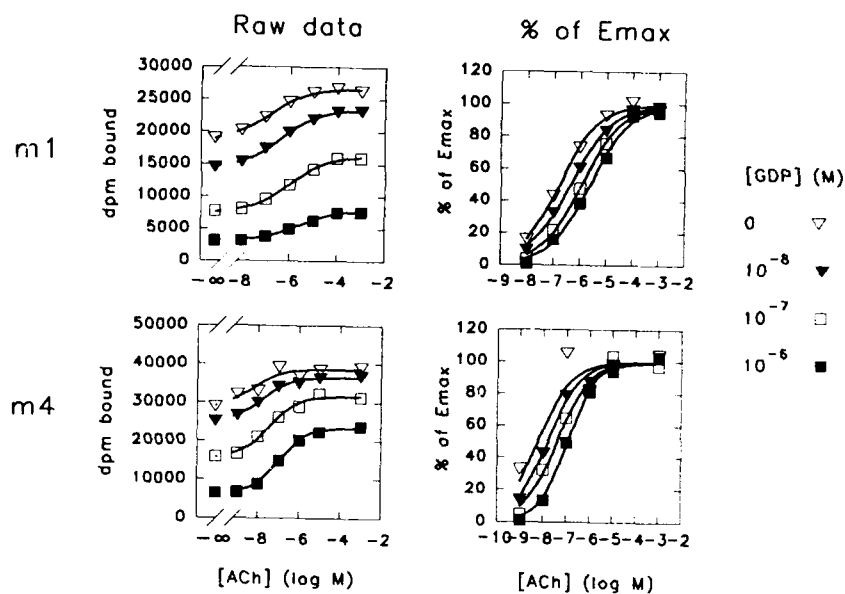 Raw data
% of Emax
m1
dpm bound
30000
25000
20000
15000
10000
5000
0
-∞ -8 -6 -4 -2
% of Emax
120
100
80
60
40
20
0
-9 -8 -7 -6 -5 -4 -3 -2
[GDP] (M)
0
10⁻⁸
10⁻⁷
10⁻⁶
m4
dpm bound
50000
40000
30000
20000
10000
0
-∞ -8 -6 -4 -2
[ACh] (log M)
% of Emax
120
100
80
60
40
20
0
-10 -9 -8 -7 -6 -5 -4 -3 -2
[ACh] (log M)